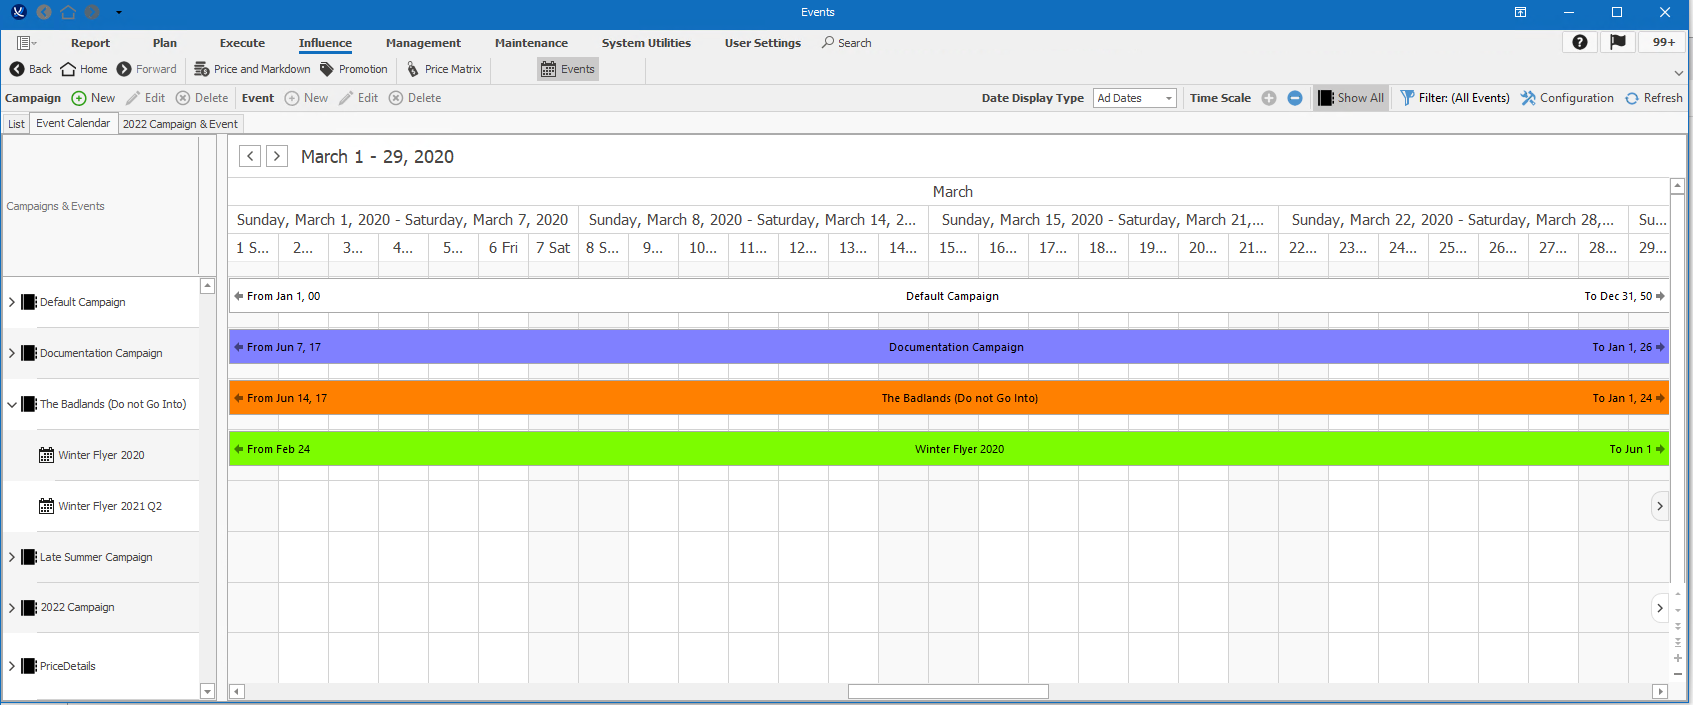 Events
Report Plan Execute Influence Management Maintenance System Utilities User Settings Search 99+
Back Home Forward Price and Markdown Promotion Price Matrix Events
Campaign New Edit Delete Event New Edit Delete Date Display Type Ad Dates Time Scale Show All Filter: (All Events) Configuration Refresh
List Event Calendar 2022 Campaign & Event
March 1 - 29, 2020
Campaigns & Events
March
Sunday, March 1, 2020 - Saturday, March 7, 2020 Sunday, March 8, 2020 - Saturday, March 14, 2... Sunday, March 15, 2020 - Saturday, March 21,... Sunday, March 22, 2020 - Saturday, March 28,... Su...
1 S... 2... 3... 4... 5... 6 Fri 7 Sat 8 S... 9... 10... 11... 12... 13... 14... 15... 16... 17... 18... 19... 20... 21... 22... 23... 24... 25... 26... 27... 28... 29...
Default Campaign From Jan 1, 00 Default Campaign To Dec 31, 50
Documentation Campaign From Jun 7, 17 Documentation Campaign To Jan 1, 26
The Badlands (Do not Go Into) From Jun 14, 17 The Badlands (Do not Go Into) To Jan 1, 24
Winter Flyer 2020 From Feb 24 Winter Flyer 2020 To Jun 1
Winter Flyer 2021 Q2
Late Summer Campaign
2022 Campaign
PriceDetails